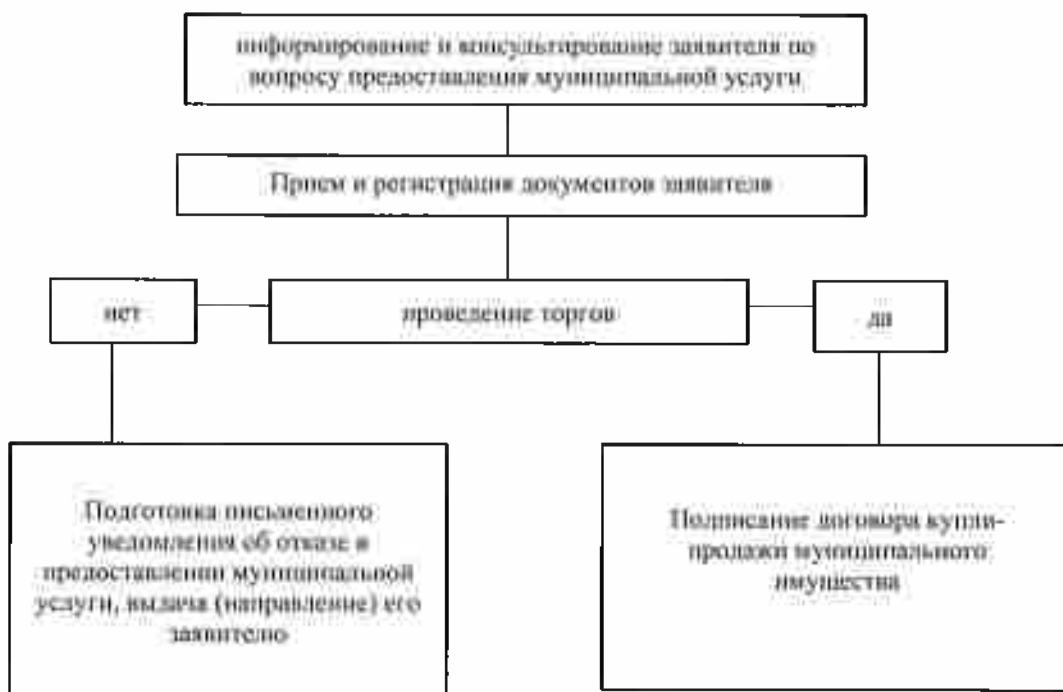 информирование и консультирование заявителя по
вопросу предоставления муниципальной услуги
Прием и регистрация документов заявителя
нет
проведение торгов
да
Подготовка письменного
уведомления об отказе в
предоставлении муниципальной
услуги, выдача (направление) его
заявителю
Подписание договора купли-
продажи муниципального
имущества